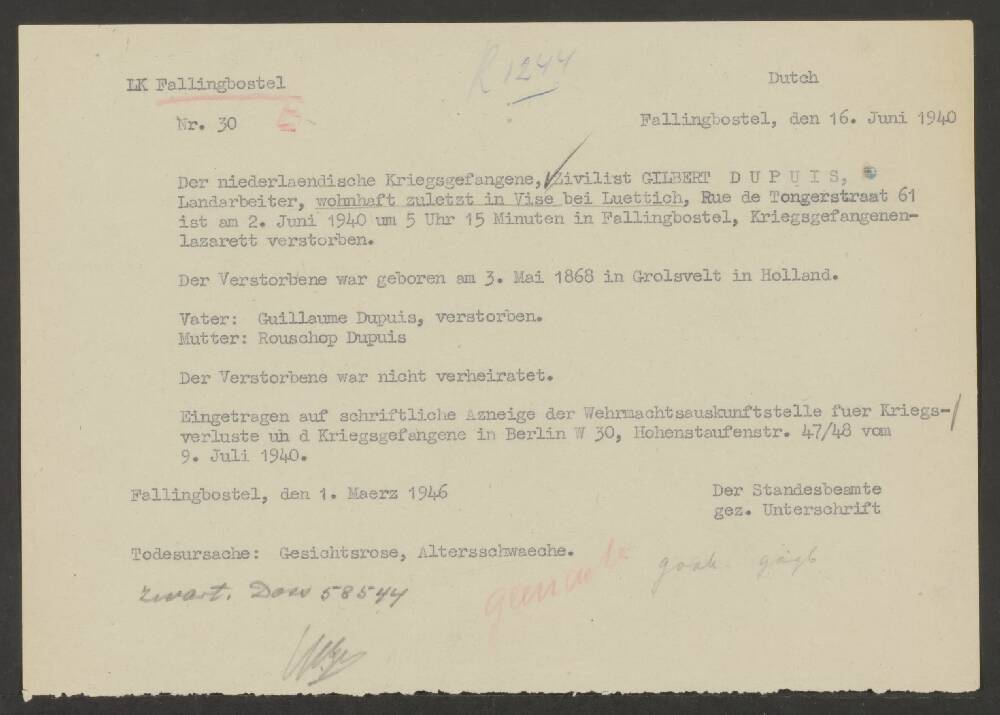 R 1244
LK Fallingbostel
Dutch
Nr. 30
Fallingbostel, den 16. Juni 1940
Der niederlaendische Kriegsgefangene, Zivilist GILBERT D U P U I S,
Landarbeiter, wohnhaft zuletzt in Vise bei Luettich, Rue de Tongerstraat 61
ist am 2. Juni 1940 um 5 Uhr 15 Minuten in Fallingbostel, Kriegsgefangenen-
lazarett verstorben.
Der Verstorbene war geboren am 3. Mai 1868 in Grolsvelt in Holland.
Vater: Guillaume Dupuis, verstorben.
Mutter: Rouschop Dupuis
Der Verstorbene war nicht verheiratet.
Eingetragen auf schriftliche Azneige der Wehrmachtsauskunftstelle fuer Kriegs-/
verluste un d Kriegsgefangene in Berlin W 30, Hohenstaufenstr. 47/48 vom
9. Juli 1940.
Fallingbostel, den 1. Maerz 1946
Der Standesbeamte
gez. Unterschrift
Todesursache: Gesichtsrose, Altersschwaeche.
zwart. Doss 58544